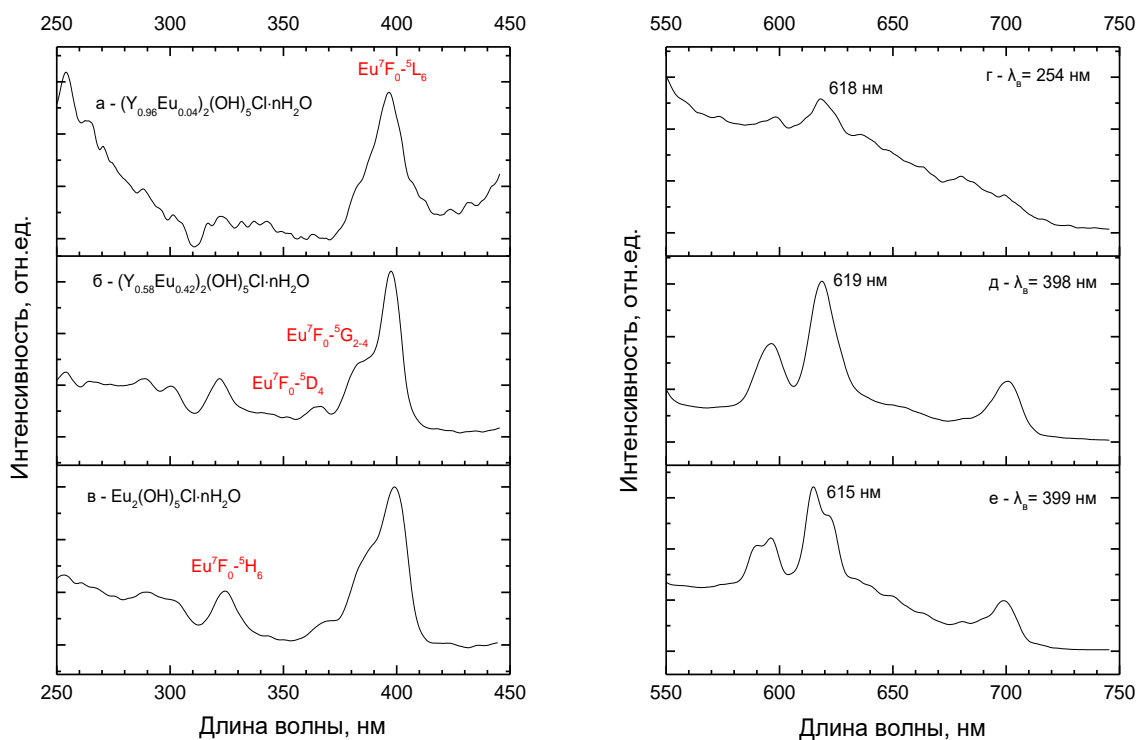 250 300 350 400 450
Eu⁷F₀-⁵L₆
а - (Y₀.₉₆Eu₀.₀₄)₂(OH)₅Cl·nH₂O
б - (Y₀.₅₈Eu₀.₄₂)₂(OH)₅Cl·nH₂O
Eu⁷F₀-⁵G₂₋₄
Eu⁷F₀-⁵D₄
в - Eu₂(OH)₅Cl·nH₂O
Eu⁷F₀-⁵H₆
Интенсивность, отн.ед.
250 300 350 400 450
Длина волны, нм
550 600 650 700 750
г - λв= 254 нм
618 нм
619 нм
д - λв= 398 нм
615 нм
е - λв= 399 нм
Интенсивность, отн.ед.
550 600 650 700 750
Длина волны, нм